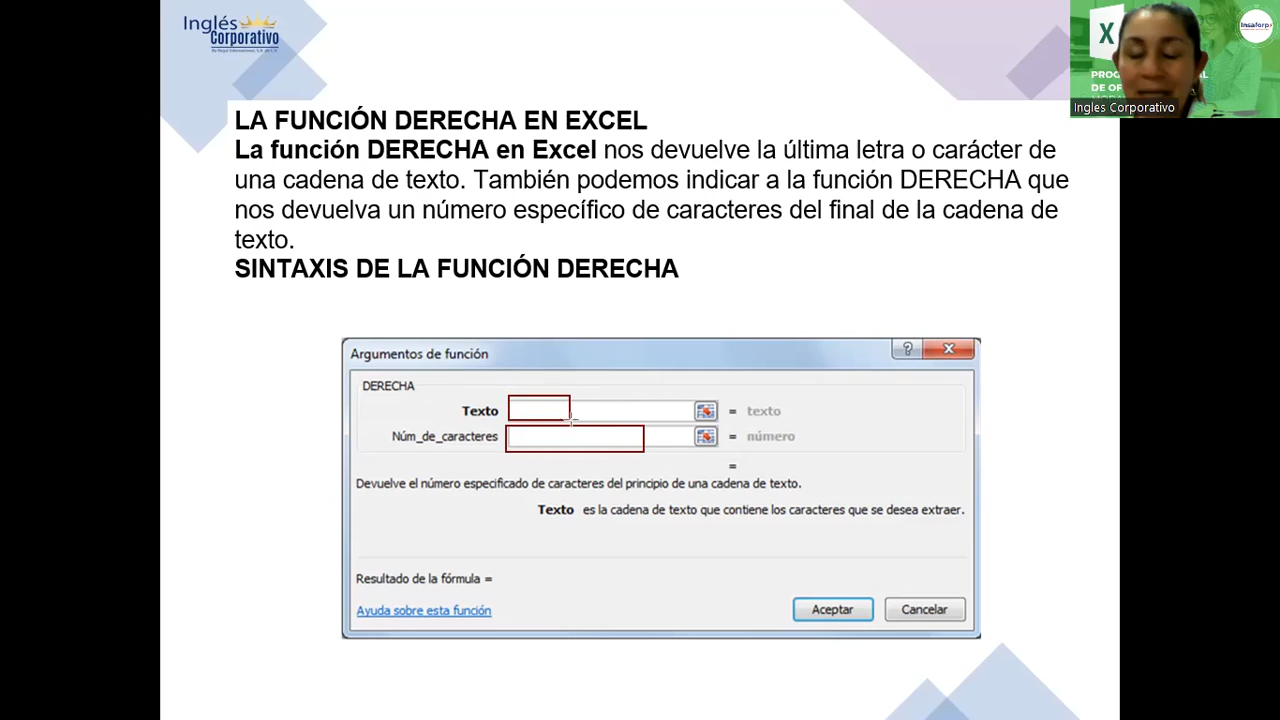 Inglés
Corporativo
X
PROG
AL
DE OF
Insaforp
Ingles Corporativo
LA FUNCIÓN DERECHA EN EXCEL
La función DERECHA en Excel nos devuelve la última letra o carácter de
una cadena de texto. También podemos indicar a la función DERECHA que
nos devuelva un número específico de caracteres del final de la cadena de
texto.
SINTAXIS DE LA FUNCIÓN DERECHA
Argumentos de función
?
DERECHA
Texto = texto
Núm_de_caracteres = número
=
Devuelve el número especificado de caracteres del principio de una cadena de texto.
Texto es la cadena de texto que contiene los caracteres que se desea extraer.
Resultado de la fórmula =
Ayuda sobre esta función
Aceptar
Cancelar